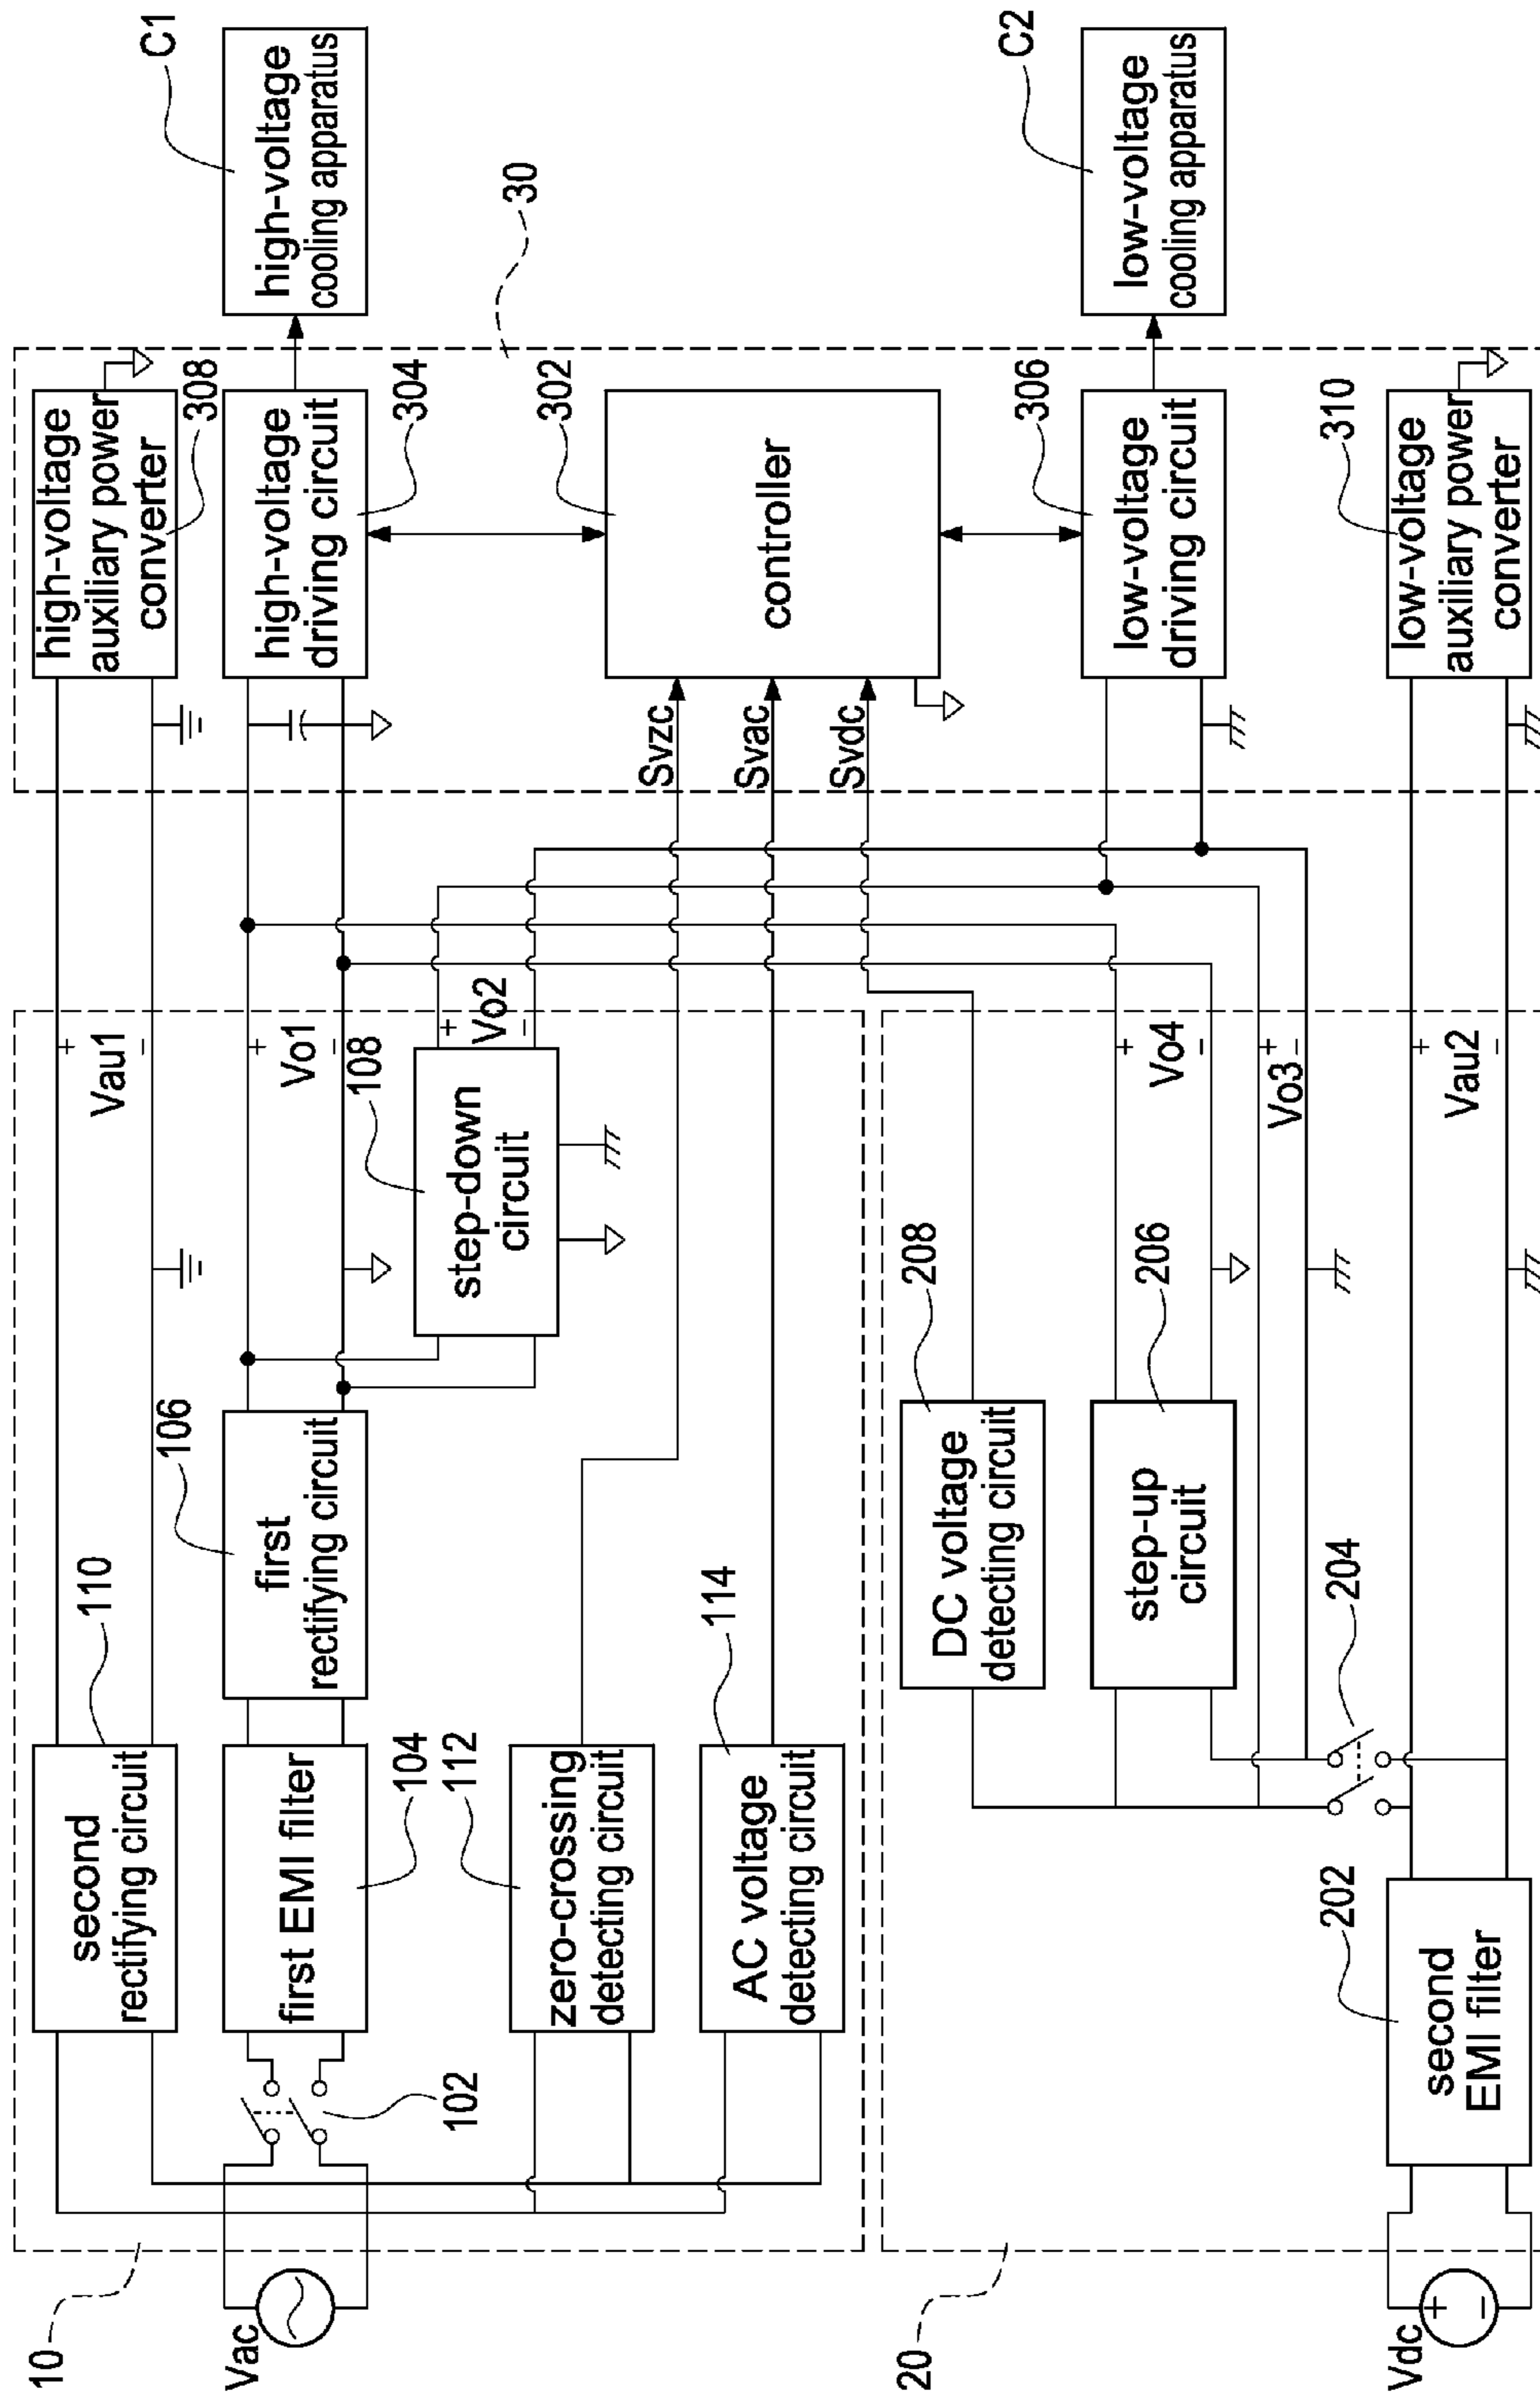 10
Vac
102
second
rectifying circuit
110
+
Vau1
−
high-voltage
auxiliary power
converter
308
first EMI filter
104
first
rectifying circuit
106
+
Vo1
−
high-voltage
driving circuit
304
high-voltage
cooling apparatus
C1
step-down
circuit
108
+
Vo2
−
zero-crossing
detecting circuit
112
Svzc
AC voltage
detecting circuit
114
Svac
Svdc
controller
302
30
20
Vdc
+
−
DC voltage
detecting circuit
208
step-up
circuit
206
+
Vo4
−
+
Vo3
−
low-voltage
driving circuit
306
low-voltage
cooling apparatus
C2
204
second
EMI filter
202
+
Vau2
−
low-voltage
auxiliary power
converter
310